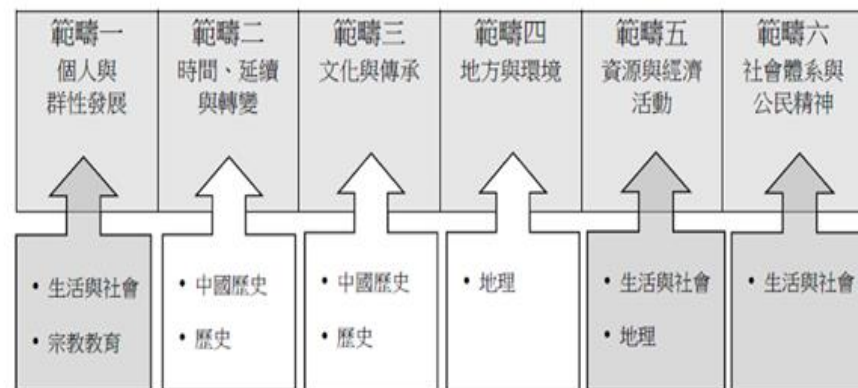 範疇一
個人與
群性發展
範疇二
時間、延續
與轉變
範疇三
文化與傳承
範疇四
地方與環境
範疇五
資源與經濟
活動
範疇六
社會體系與
公民精神
• 生活與社會
• 宗教教育
• 中國歷史
• 歷史
• 中國歷史
• 歷史
• 地理
• 生活與社會
• 地理
• 生活與社會